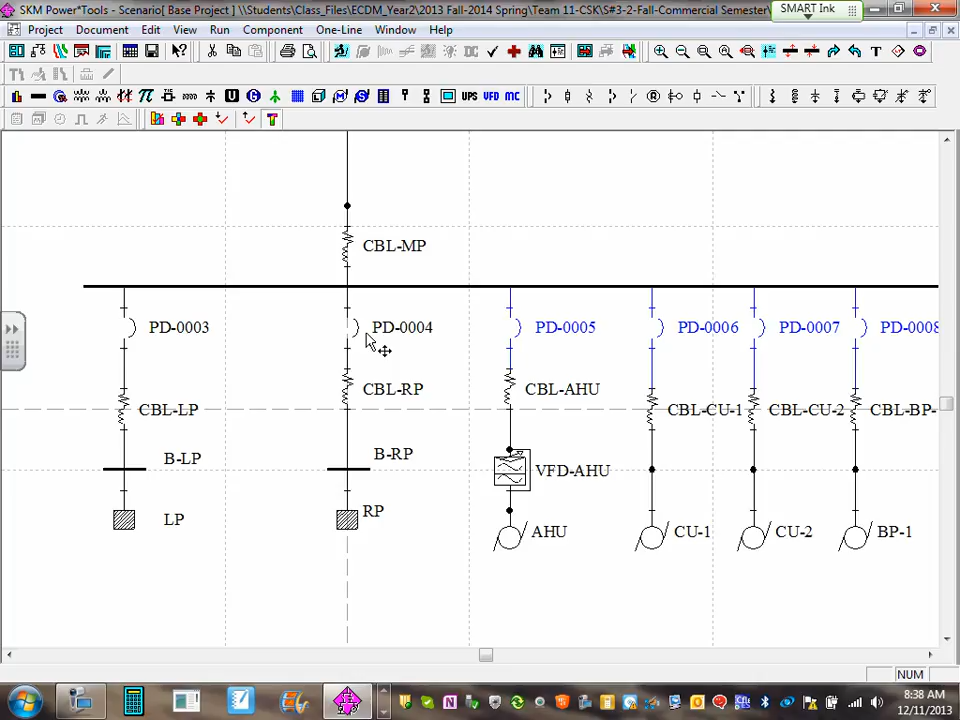 SKM Power*Tools - Scenario[ Base Project ] \\Students\Class_Files\ECDM_Year2\2013 Fall-2014 Spring\Team 11-CSK\S#3-2-Fall-Commercial Semester\
SMART Ink
Project Document Edit View Run Component One-Line Window Help
DC
UPS VFD MC
CBL-MP
PD-0003 PD-0004 PD-0005 PD-0006 PD-0007 PD-0008
CBL-LP CBL-RP CBL-AHU CBL-CU-1 CBL-CU-2 CBL-BP-
B-LP B-RP VFD-AHU
LP RP AHU CU-1 CU-2 BP-1
NUM
8:38 AM
12/11/2013